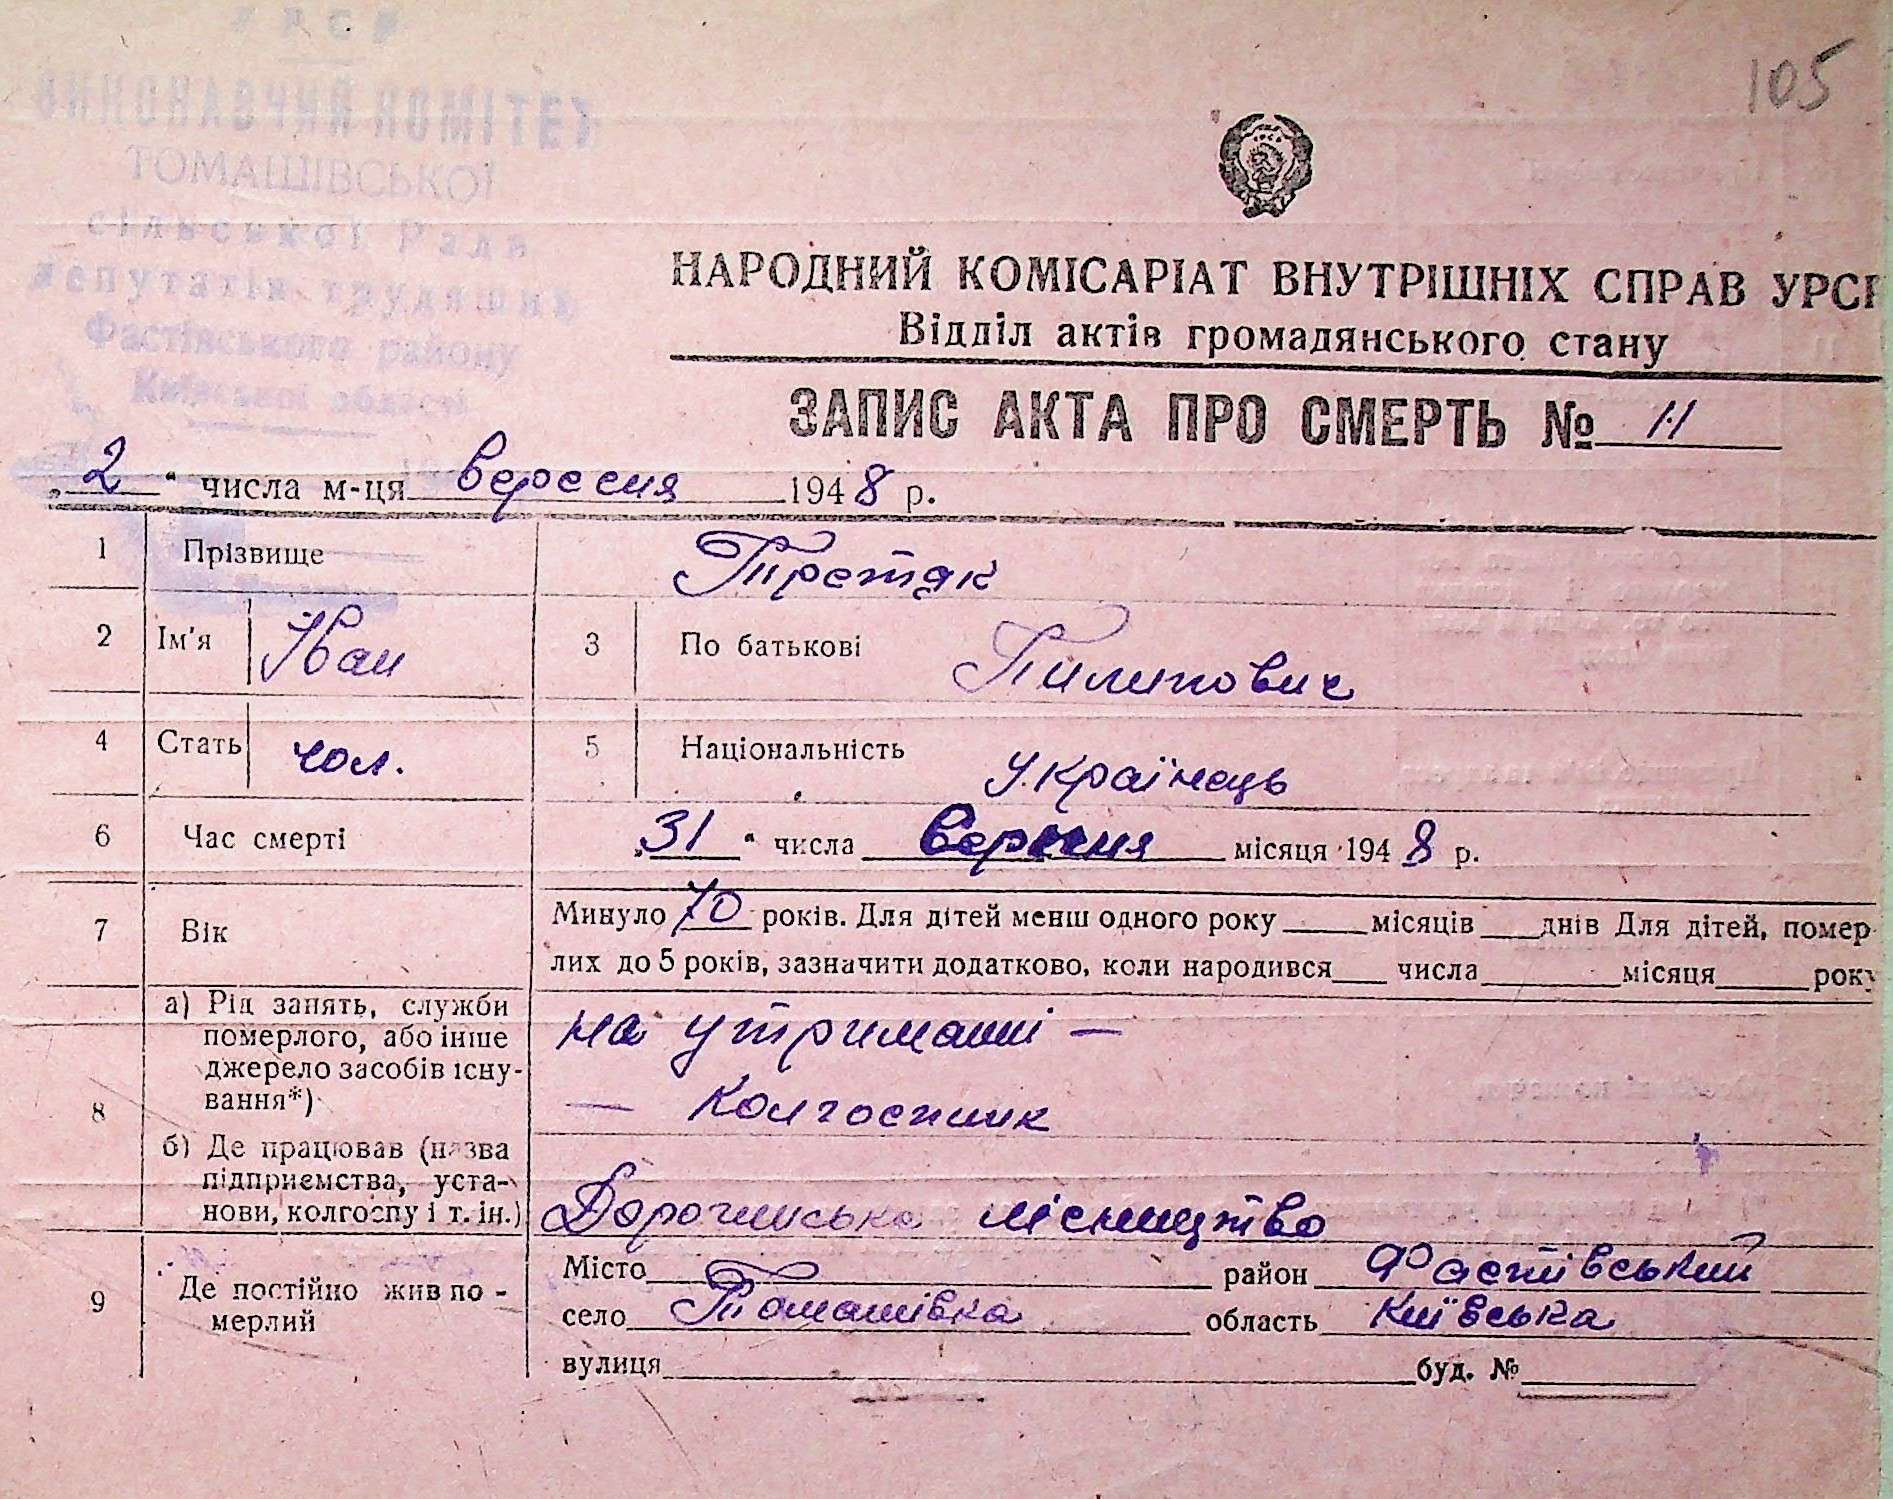 УРСР
ВИКОНАВЧИЙ КОМІТЕТ
ТОМАШІВСЬКОЇ
сільської Ради
депутатів трудящих
Фастівського району
Київської області
105
НАРОДНИЙ КОМІСАРІАТ ВНУТРІШНІХ СПРАВ УРСР
Відділ актів громадянського стану
ЗАПИС АКТА ПРО СМЕРТЬ № 11
„2“ числа м-ця вересня 1948 р.
1 Прізвище Третяк
2 Ім'я Іван 3 По батькові Пилипович
4 Стать чол. 5 Національність Українець
6 Час смерті „31“ числа вересня місяця 1948 р.
7 Вік Минуло 70 років. Для дітей менш одного року місяців днів Для дітей, помер-
лих до 5 років, зазначити додатково, коли народився числа місяця року
8 а) Рід занять, служби
померлого, або інше
джерело засобів існу-
вання*)
на утриманні —
— Колгоспник
б) Де працював (назва
підприємства, уста-
нови, колгоспу і т. ін.)
Дорогинська лісництво
9 Де постійно жив по-
мерлий
Місто район Фастівський
село Томашівка область Київська
вулиця буд. №